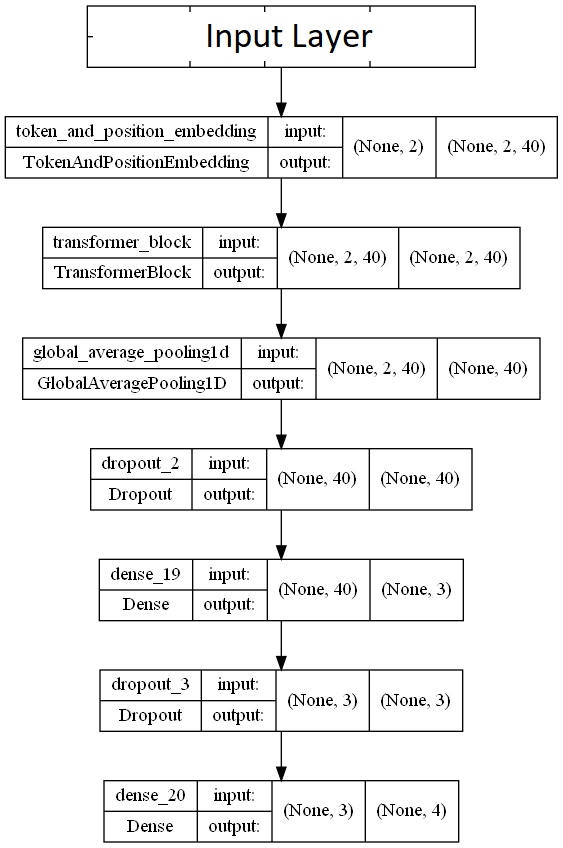 Input Layer
token_and_position_embedding input: (None, 2) (None, 2, 40)
TokenAndPositionEmbedding output:
transformer_block input: (None, 2, 40) (None, 2, 40)
TransformerBlock output:
global_average_pooling1d input: (None, 2, 40) (None, 40)
GlobalAveragePooling1D output:
dropout_2 input: (None, 40) (None, 40)
Dropout output:
dense_19 input: (None, 40) (None, 3)
Dense output:
dropout_3 input: (None, 3) (None, 3)
Dropout output:
dense_20 input: (None, 3) (None, 4)
Dense output: